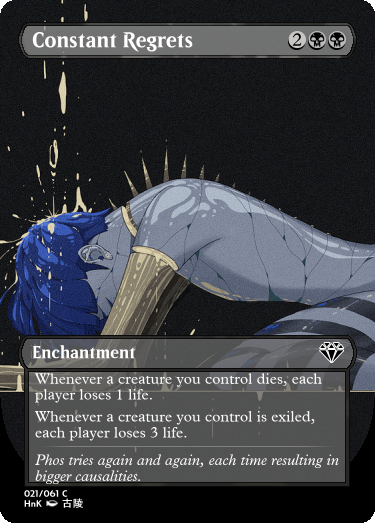 Constant Regrets 2
Enchantment
Whenever a creature you control dies, each
player loses 1 life.
Whenever a creature you control is exiled,
each player loses 3 life.
Phos tries again and again, each time resulting in
bigger causalities.
021/061 C
HnK 古陵